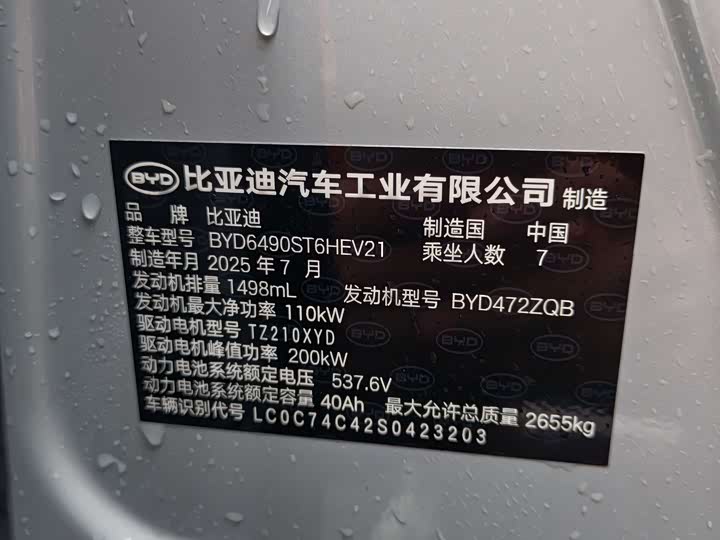 BYD 比亚迪汽车工业有限公司 制造
品牌 比亚迪 制造国 中国
整车型号 BYD6490ST6HEV21 乘坐人数 7
制造年月 2025 年 7 月
发动机排量 1498mL 发动机型号 BYD472ZQB
发动机最大净功率 110kW
驱动电机型号 TZ210XYD
驱动电机峰值功率 200kW
动力电池系统额定电压 537.6V
动力电池系统额定容量 40Ah 最大允许总质量 2655kg
车辆识别代号 LC0C74C42S0423203